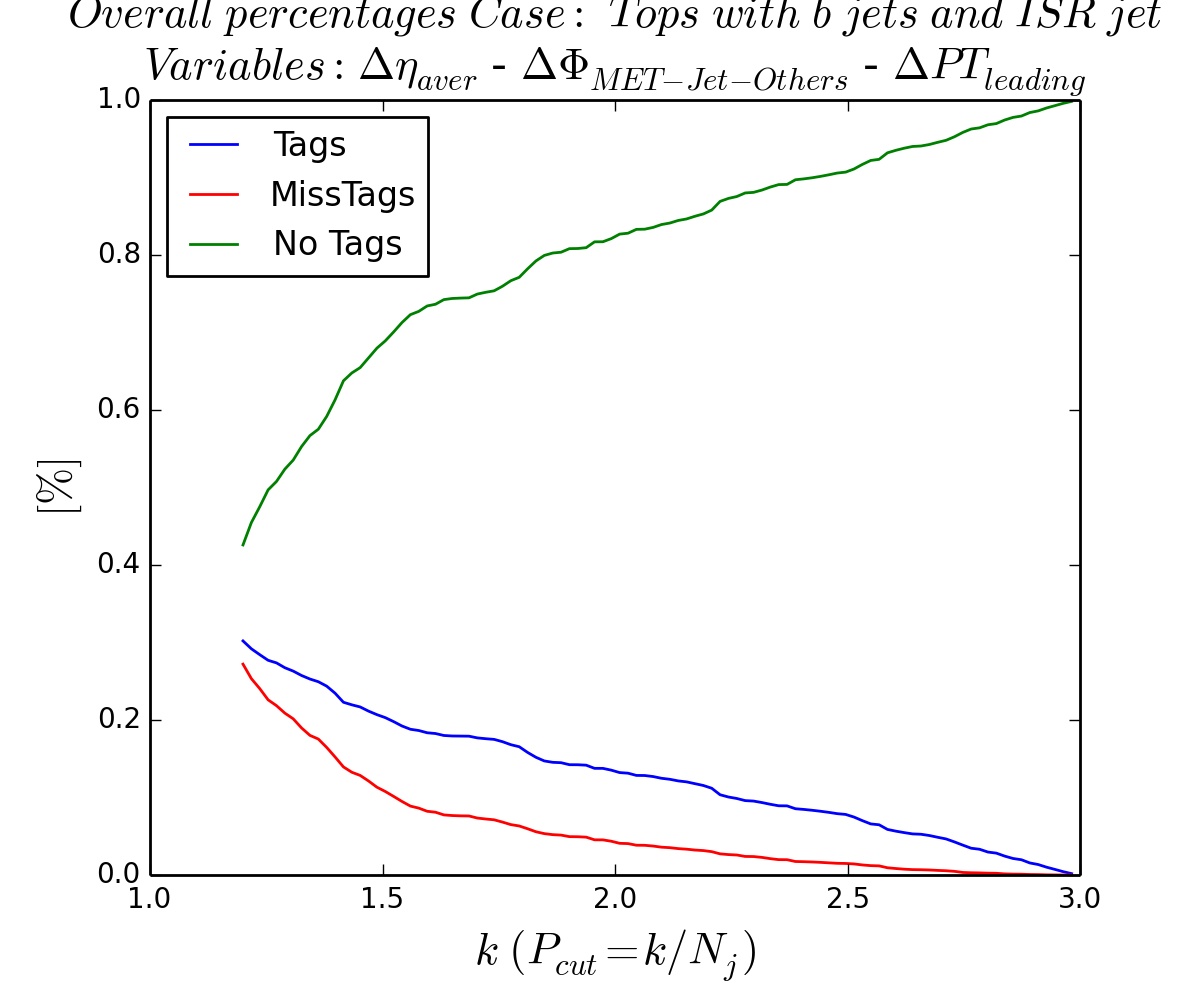 Overall percentages Case: Tops with b jets and ISR jet
Variables: Δη_aver - ΔΦ_MET−Jet−Others - ΔPT_leading
1.0
0.8
0.6
0.4
0.2
0.0
[%]
Tags
MissTags
No Tags
1.0 1.5 2.0 2.5 3.0
k (P_cut=k/N_j)